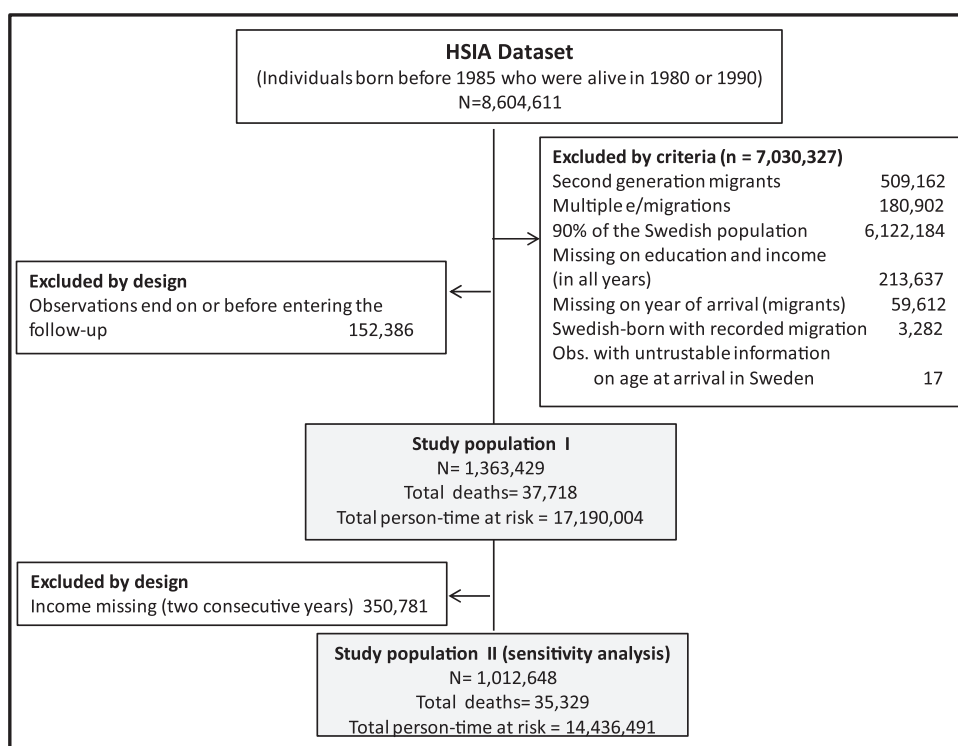 HSIA Dataset
(Individuals born before 1985 who were alive in 1980 or 1990)
N=8,604,611
Excluded by criteria (n = 7,030,327)
Second generation migrants 509,162
Multiple e/migrations 180,902
90% of the Swedish population 6,122,184
Missing on education and income
(in all years) 213,637
Missing on year of arrival (migrants) 59,612
Swedish-born with recorded migration 3,282
Obs. with untrustable information
on age at arrival in Sweden 17
Excluded by design
Observations end on or before entering the
follow-up 152,386
Study population I
N= 1,363,429
Total deaths= 37,718
Total person-time at risk = 17,190,004
Excluded by design
Income missing (two consecutive years) 350,781
Study population II (sensitivity analysis)
N= 1,012,648
Total deaths= 35,329
Total person-time at risk = 14,436,491